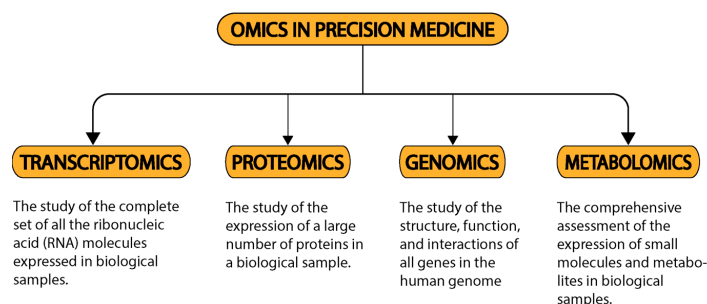 OMICS IN PRECISION MEDICINE
TRANSCRIPTOMICS
The study of the complete
set of all the ribonucleic
acid (RNA) molecules
expressed in biological
samples.
PROTEOMICS
The study of the
expression of a large
number of proteins in
a biological sample.
GENOMICS
The study of the
structure, function,
and interactions of
all genes in the
human genome
METABOLOMICS
The comprehensive
assessment of the
expression of small
molecules and metabo-
lites in biological
samples.